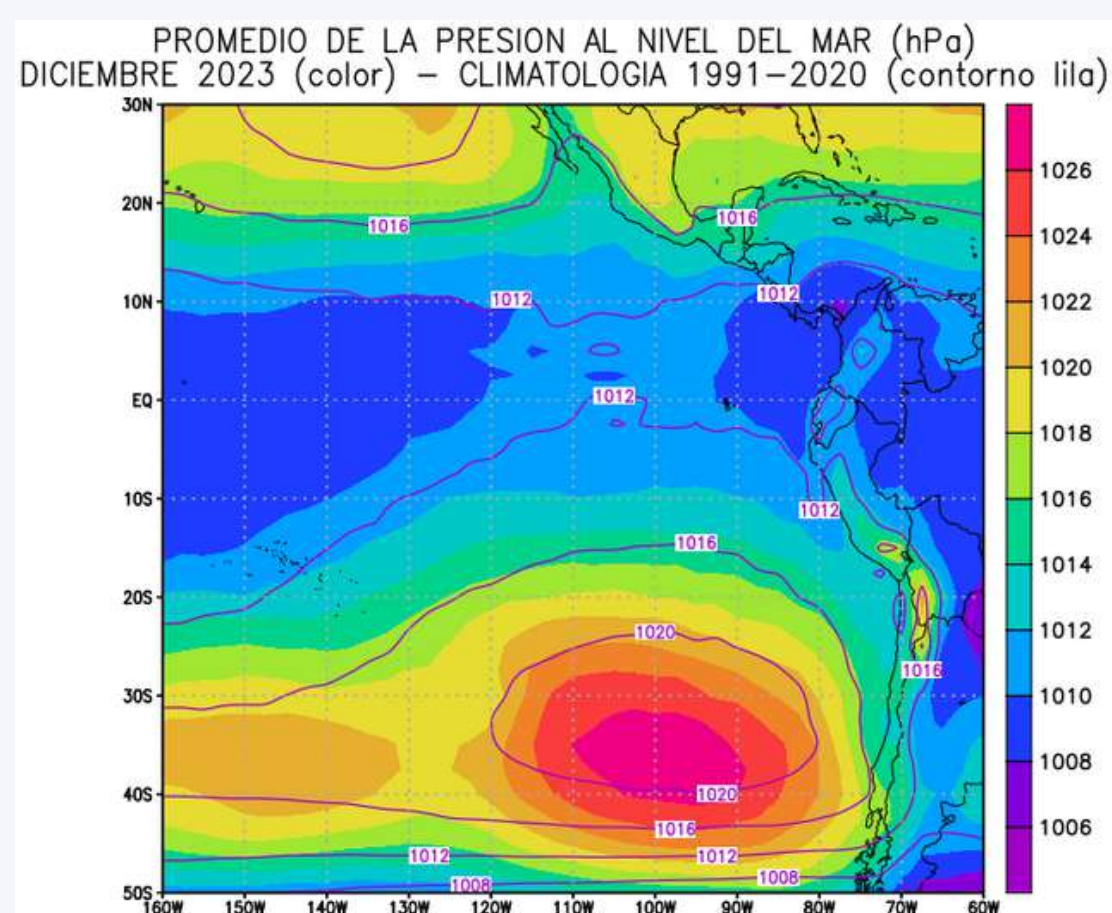 PROMEDIO DE LA PRESION AL NIVEL DEL MAR (hPa)
DICIEMBRE 2023 (color) – CLIMATOLOGIA 1991–2020 (contorno lila)
30N
1026
20N
1016
1016
1024
1022
10N
1012
1012
1020
EQ
1012
1018
1016
10S
1012
1016
1014
20S
1012
1020
1016
30S
1010
1008
40S
1020
1016
1006
1012
1012
1008
1008
50S
160W 150W 140W 130W 120W 110W 100W 90W 80W 70W 60W